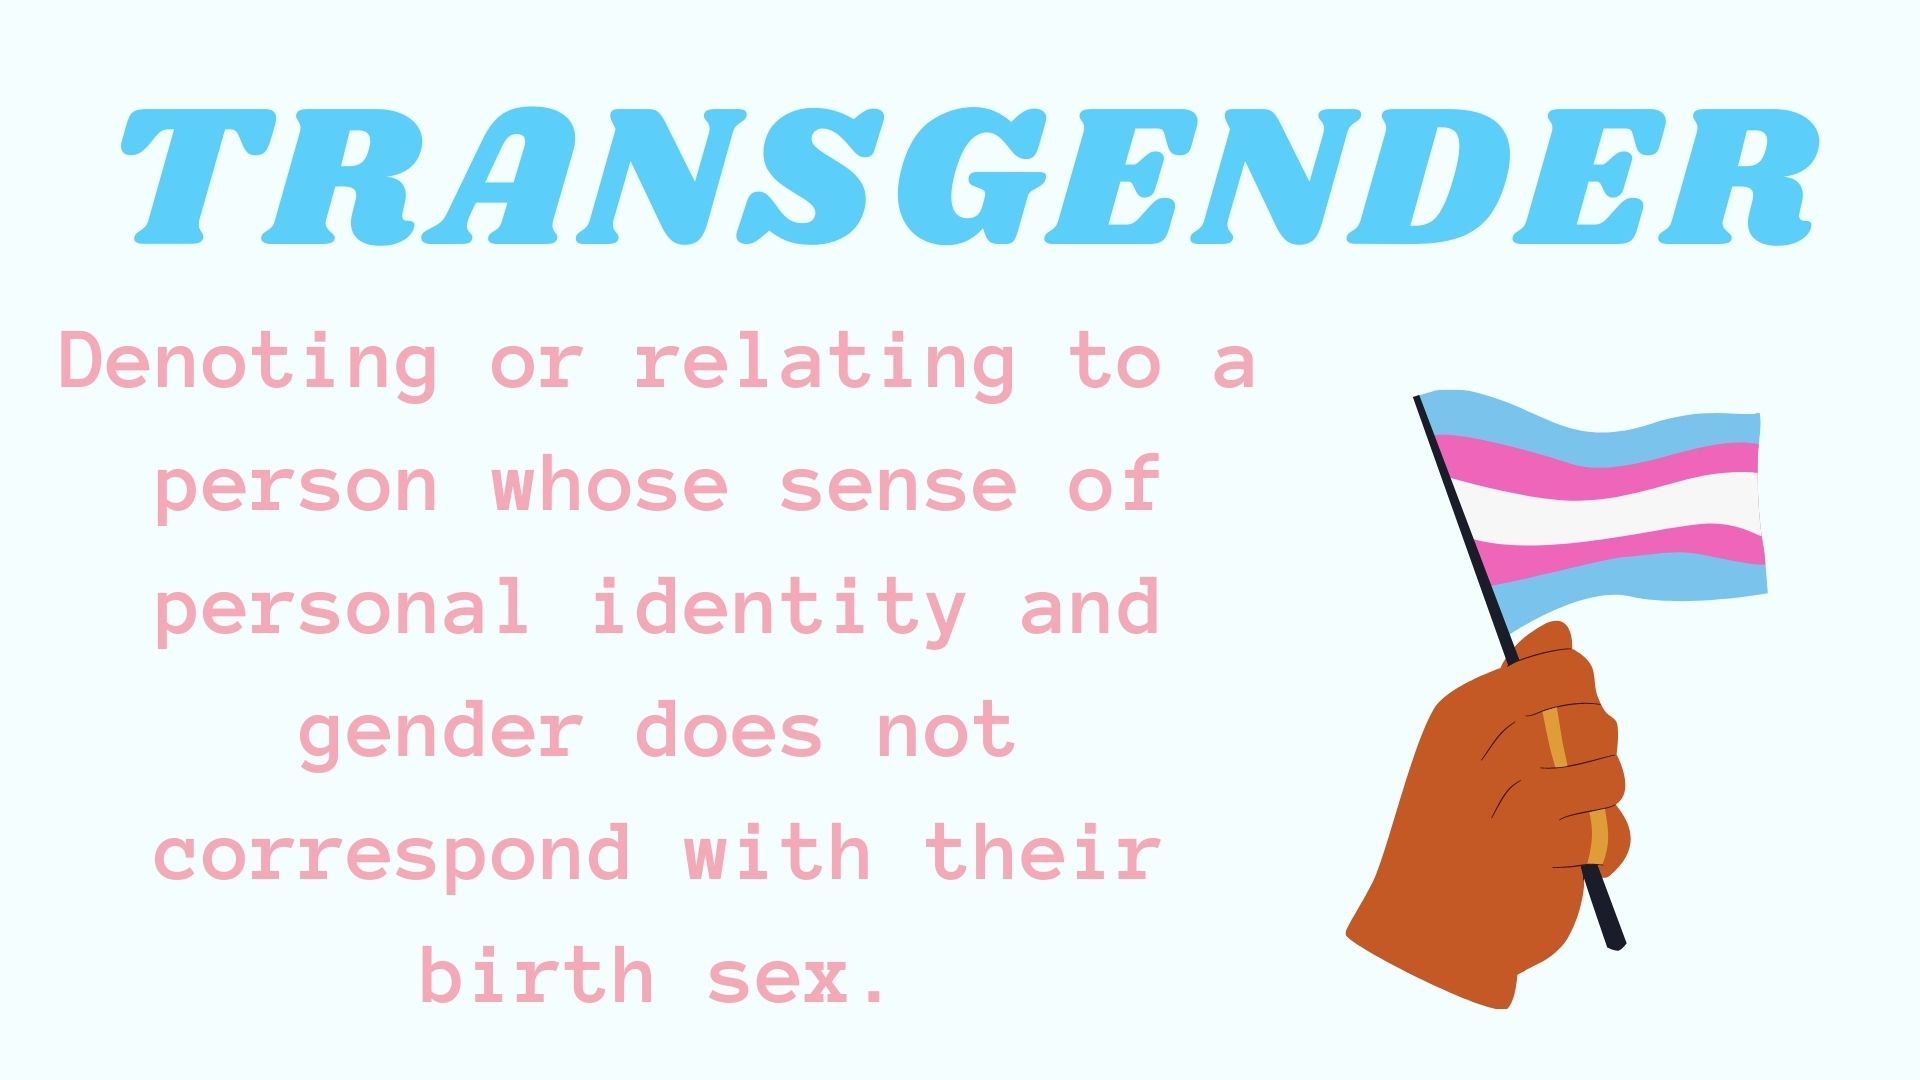 TRANSGENDER
Denoting or relating to a
person whose sense of
personal identity and
gender does not
correspond with their
birth sex.